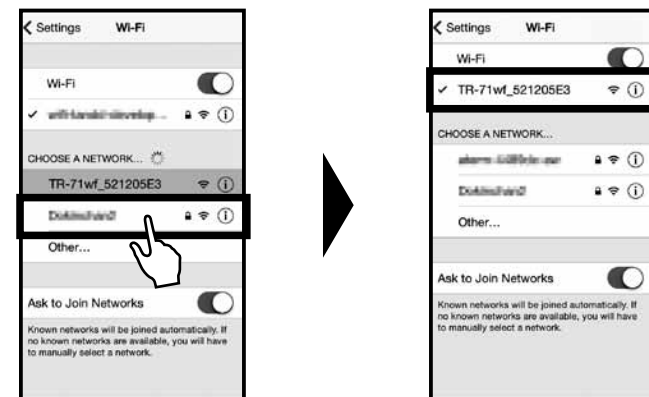 Settings Wi-Fi
Wi-Fi
CHOOSE A NETWORK...
TR-71wf_521205E3
Other...
Ask to Join Networks
Known networks will be joined automatically. If
no known networks are available, you will have
to manually select a network.
Settings Wi-Fi
Wi-Fi
TR-71wf_521205E3
CHOOSE A NETWORK...
Other...
Ask to Join Networks
Known networks will be joined automatically. If
no known networks are available, you will have
to manually select a network.